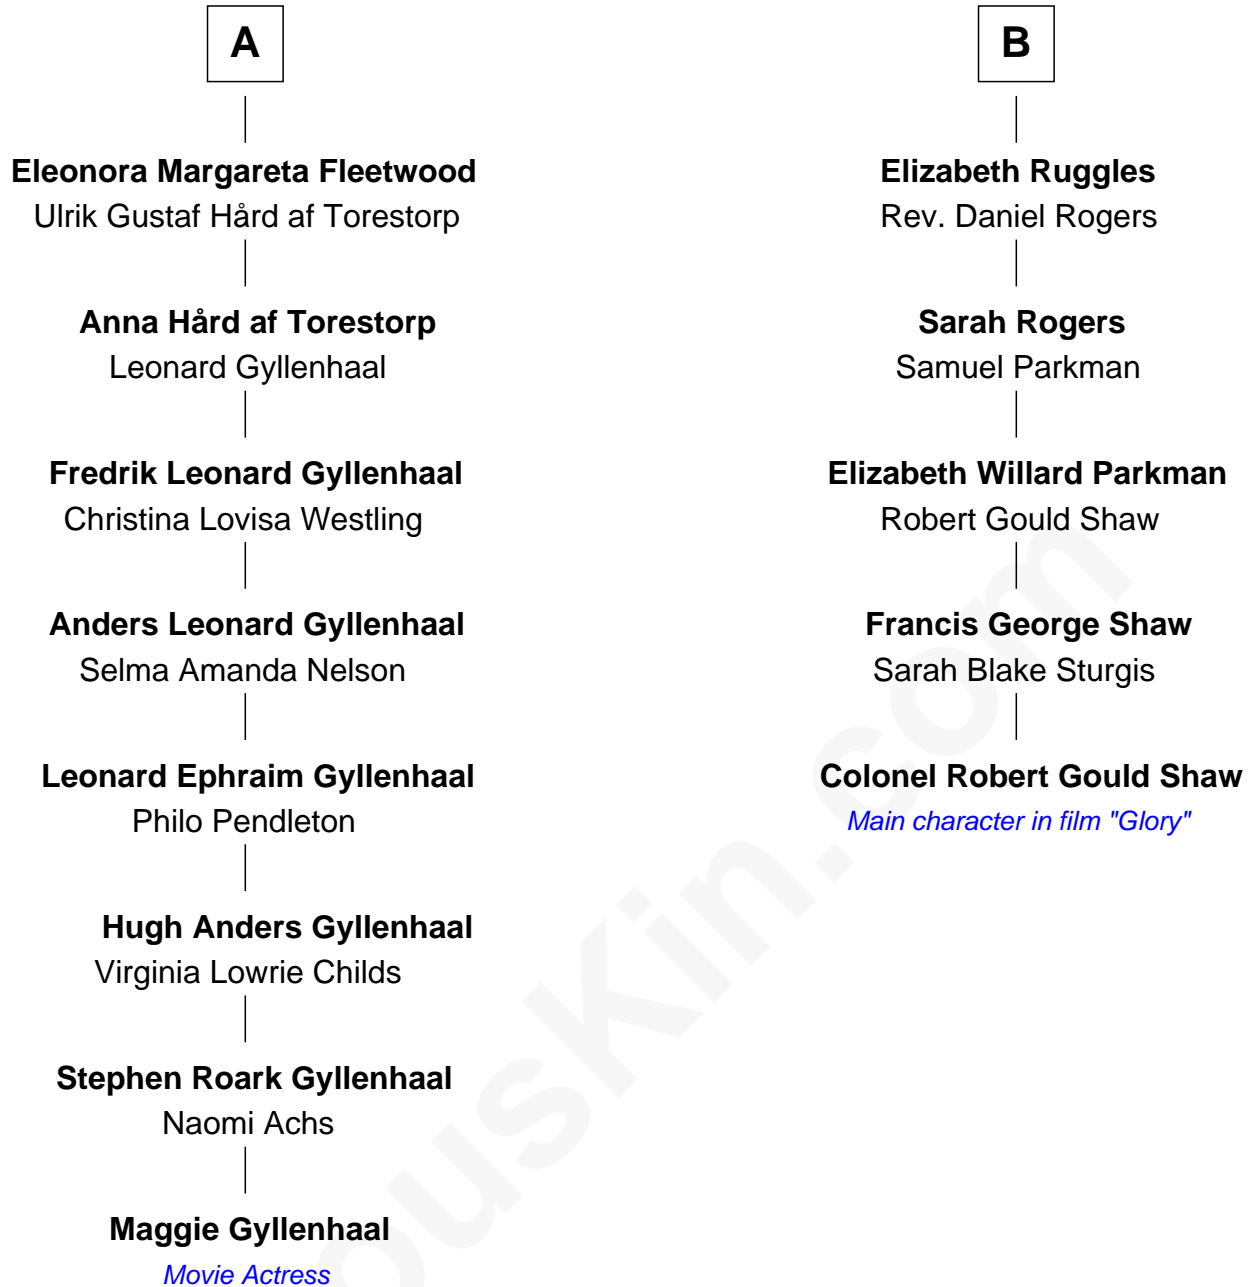 A
Eleonora Margareta Fleetwood
Ulrik Gustaf Hård af Torestorp
Anna Hård af Torestorp
Leonard Gyllenhaal
Fredrik Leonard Gyllenhaal
Christina Lovisa Westling
Anders Leonard Gyllenhaal
Selma Amanda Nelson
Leonard Ephraim Gyllenhaal
Philo Pendleton
Hugh Anders Gyllenhaal
Virginia Lowrie Childs
Stephen Roark Gyllenhaal
Naomi Achs
Maggie Gyllenhaal
Movie Actress
B
Elizabeth Ruggles
Rev. Daniel Rogers
Sarah Rogers
Samuel Parkman
Elizabeth Willard Parkman
Robert Gould Shaw
Francis George Shaw
Sarah Blake Sturgis
Colonel Robert Gould Shaw
Main character in film "Glory"
ousKin.com